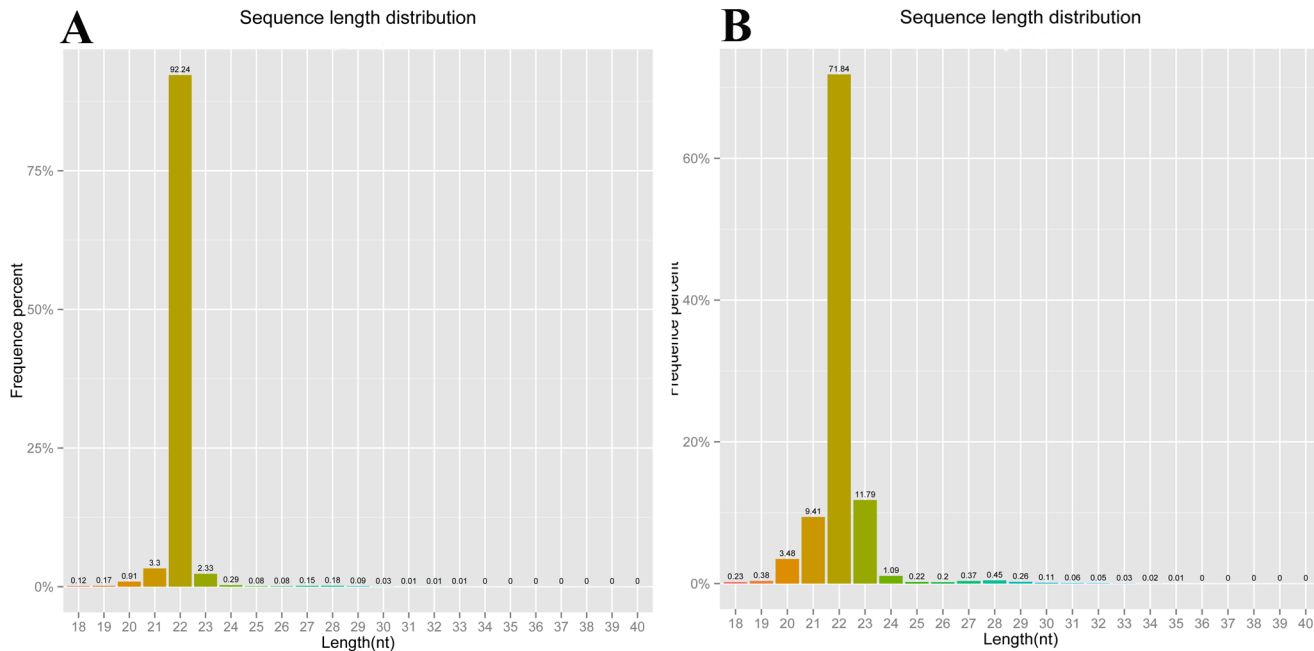 A
Sequence length distribution
Frequence percent
75%
50%
25%
0%
0.12 0.17 0.91 3.3 92.24 2.33 0.29 0.08 0.08 0.15 0.18 0.09 0.03 0.01 0.01 0.01 0 0 0 0 0 0 0
18 19 20 21 22 23 24 25 26 27 28 29 30 31 32 33 34 35 36 37 38 39 40
Length(nt)
B
Sequence length distribution
Frequence percent
60%
40%
20%
0%
0.23 0.38 3.48 9.41 71.84 11.79 1.09 0.22 0.2 0.37 0.45 0.26 0.11 0.06 0.05 0.03 0.02 0.01 0 0 0 0 0
18 19 20 21 22 23 24 25 26 27 28 29 30 31 32 33 34 35 36 37 38 39 40
Length(nt)